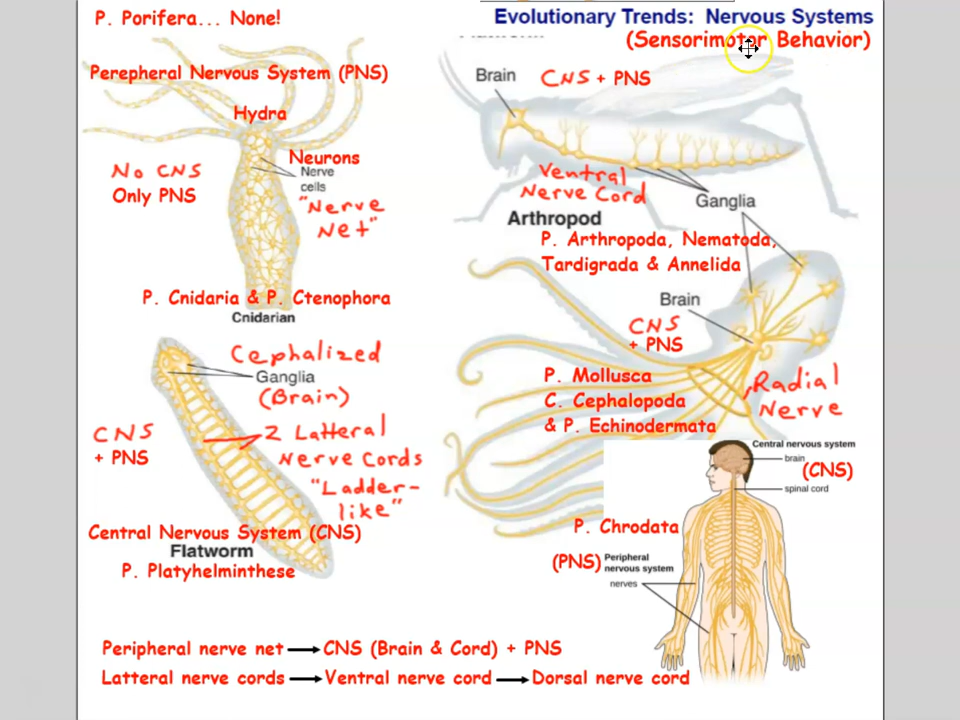 P. Porifera... None!
Evolutionary Trends: Nervous Systems
(Sensorimotor Behavior)
Perepheral Nervous System (PNS)
Hydra
No CNS
Only PNS
Neurons
Nerve
cells
"Nerve
Net"
P. Cnidaria & P. Ctenophora
Cnidarian
Brain
CNS + PNS
Ventral
Nerve Cord
Ganglia
Arthropod
P. Arthropoda, Nematoda,
Tardigrada & Annelida
Brain
CNS
+ PNS
P. Mollusca
C. Cephalopoda
& P. Echinodermata
Radial
Nerve
Cephalized
Ganglia
(Brain)
CNS
+ PNS
2 Latteral
Nerve Cords
"Ladder-
like"
Central Nervous System (CNS)
Flatworm
P. Platyhelminthese
Central nervous system
brain
(CNS)
spinal cord
P. Chrodata
(PNS)
Peripheral
nervous system
nerves
Peripheral nerve net → CNS (Brain & Cord) + PNS
Latteral nerve cords → Ventral nerve cord → Dorsal nerve cord